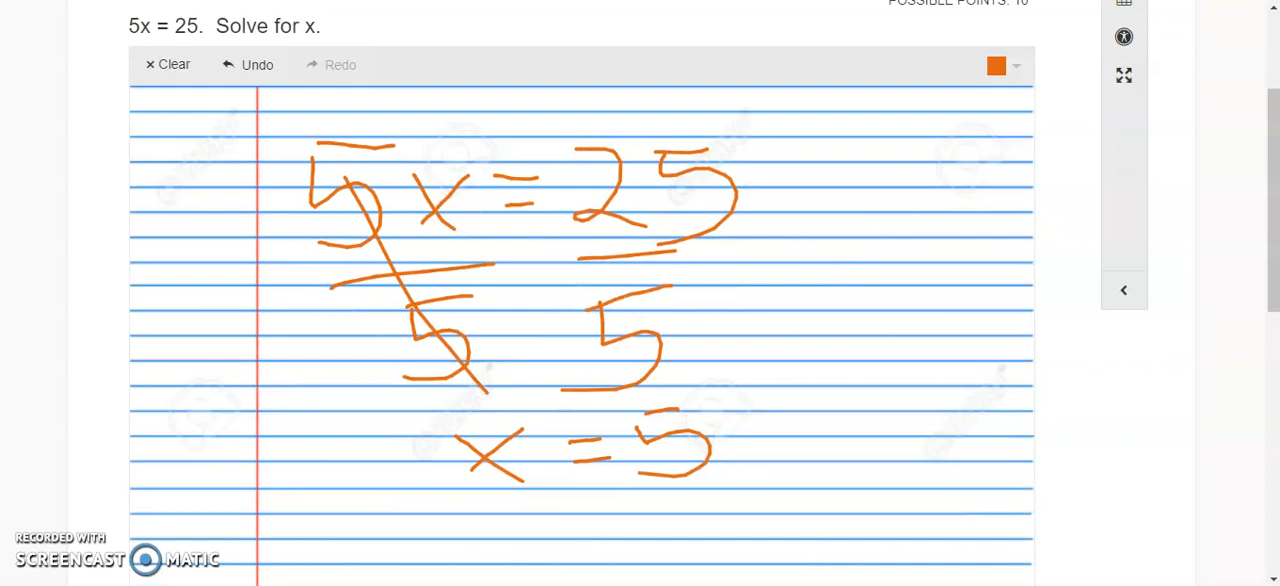 POSSIBLE POINTS: 10
5x = 25. Solve for x.
× Clear Undo Redo
5x = 25
5 5
x = 5
RECORDED WITH
SCREENCAST MATIC